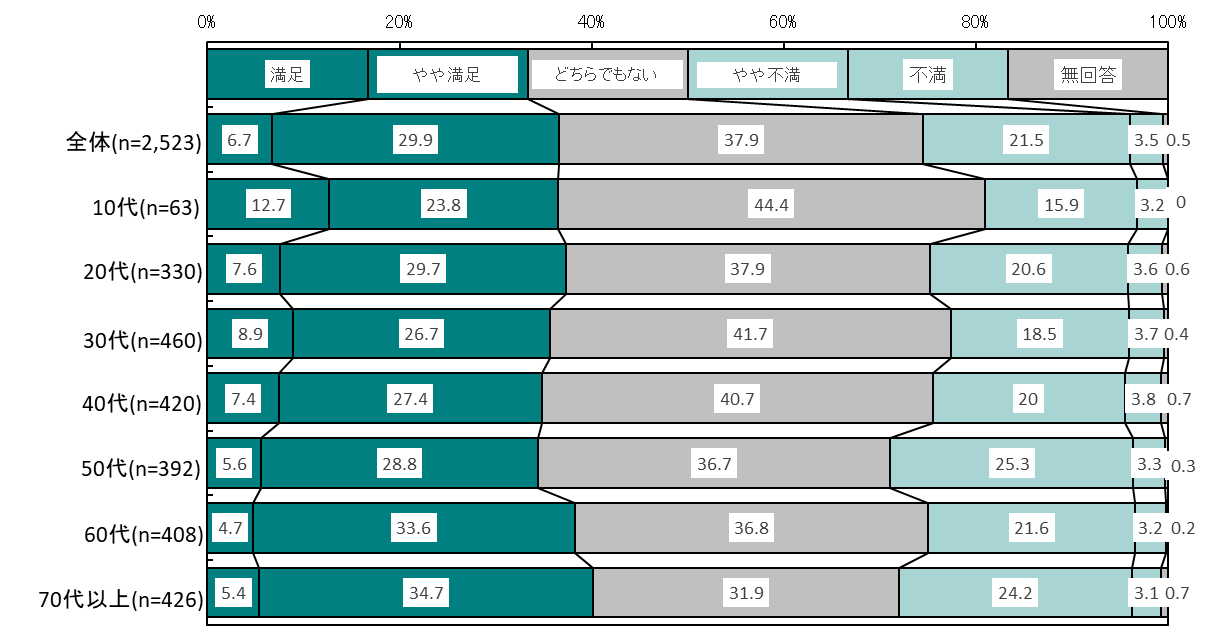 0% 20% 40% 60% 80% 100%
満足 やや満足 どちらでもない やや不満 不満 無回答
全体(n=2,523) 6.7 29.9 37.9 21.5 3.5 0.5
10代(n=63) 12.7 23.8 44.4 15.9 3.2 0
20代(n=330) 7.6 29.7 37.9 20.6 3.6 0.6
30代(n=460) 8.9 26.7 41.7 18.5 3.7 0.4
40代(n=420) 7.4 27.4 40.7 20 3.8 0.7
50代(n=392) 5.6 28.8 36.7 25.3 3.3 0.3
60代(n=408) 4.7 33.6 36.8 21.6 3.2 0.2
70代以上(n=426) 5.4 34.7 31.9 24.2 3.1 0.7